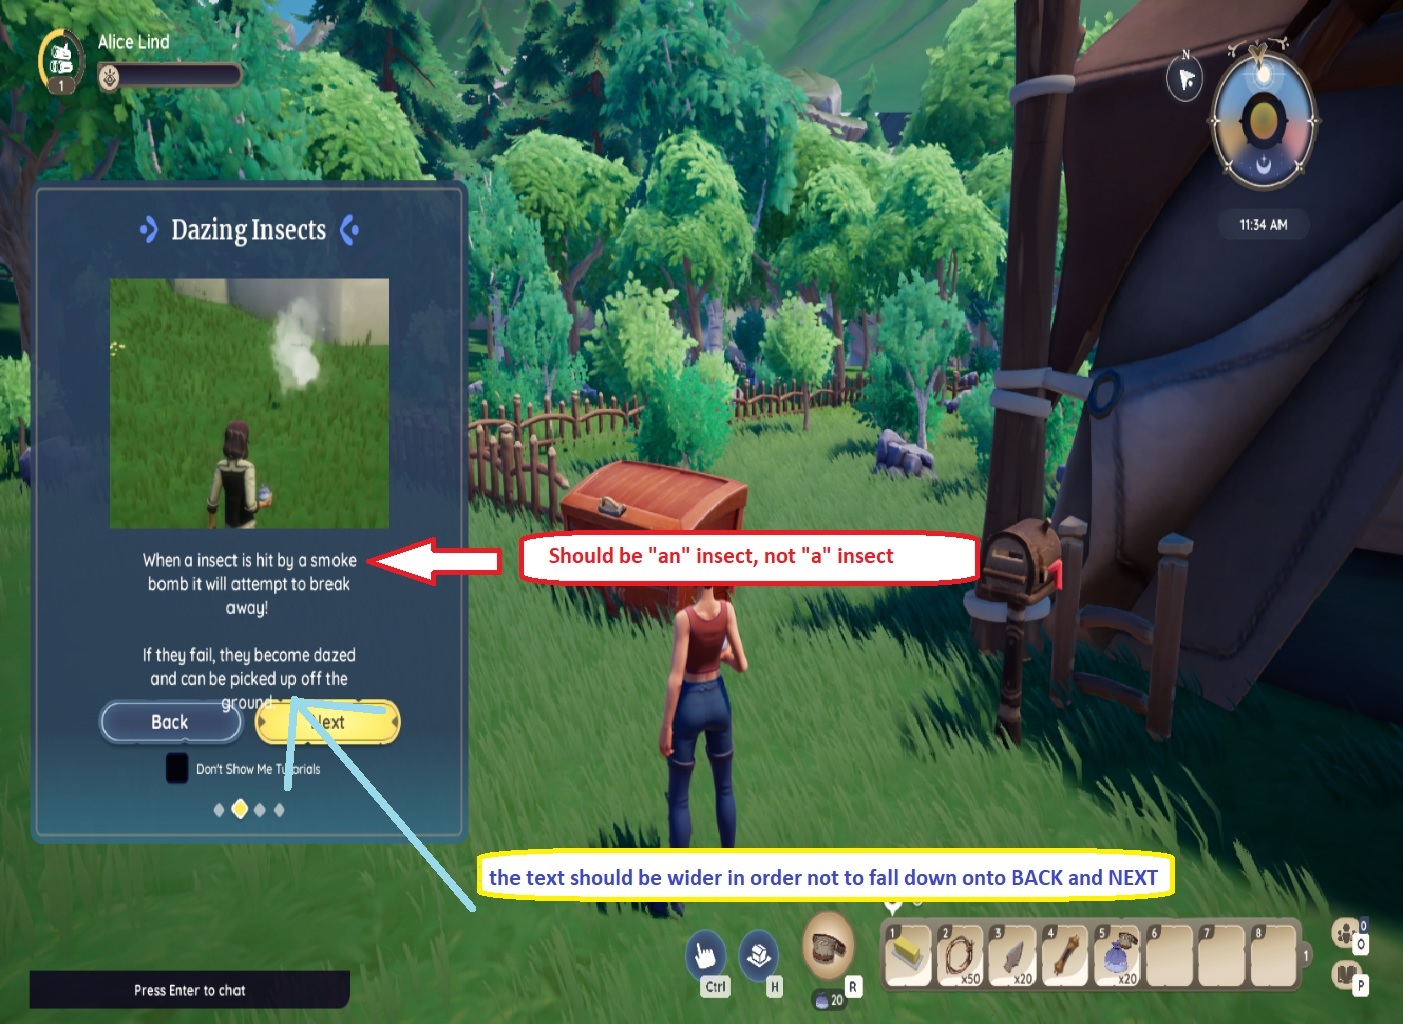 Alice Lind
1
N
11:34 AM
Dazing Insects
When a insect is hit by a smoke
bomb it will attempt to break
away!
If they fail, they become dazed
and can be picked up off the
ground.
Back
Next
Don't Show Me Tutorials
Should be "an" insect, not "a" insect
the text should be wider in order not to fall down onto BACK and NEXT
Press Enter to chat
Ctrl
H
R
20
1
2
x50
3
x20
4
5
x20
6
7
8
1
0
O
P